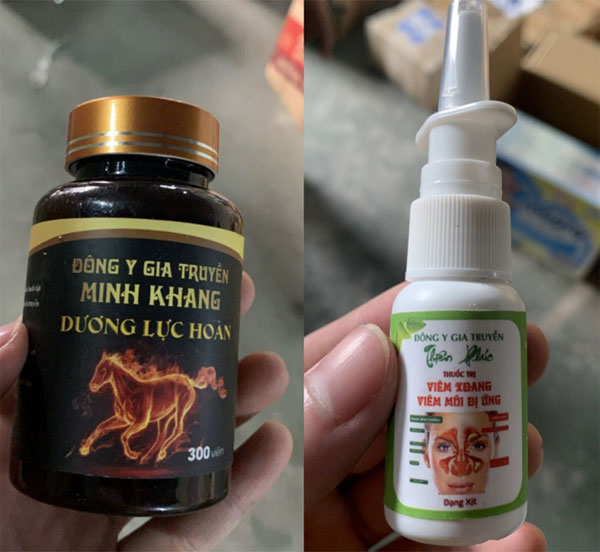 ĐÔNG Y GIA TRUYỀN
MINH KHANG
DƯƠNG LỰC HOÀN
300 viên
ĐÔNG Y GIA TRUYỀN
Thiên Phúc
THUỐC TRỊ
VIÊM XOANG
VIÊM MŨI DỊ ỨNG
Dạng Xịt